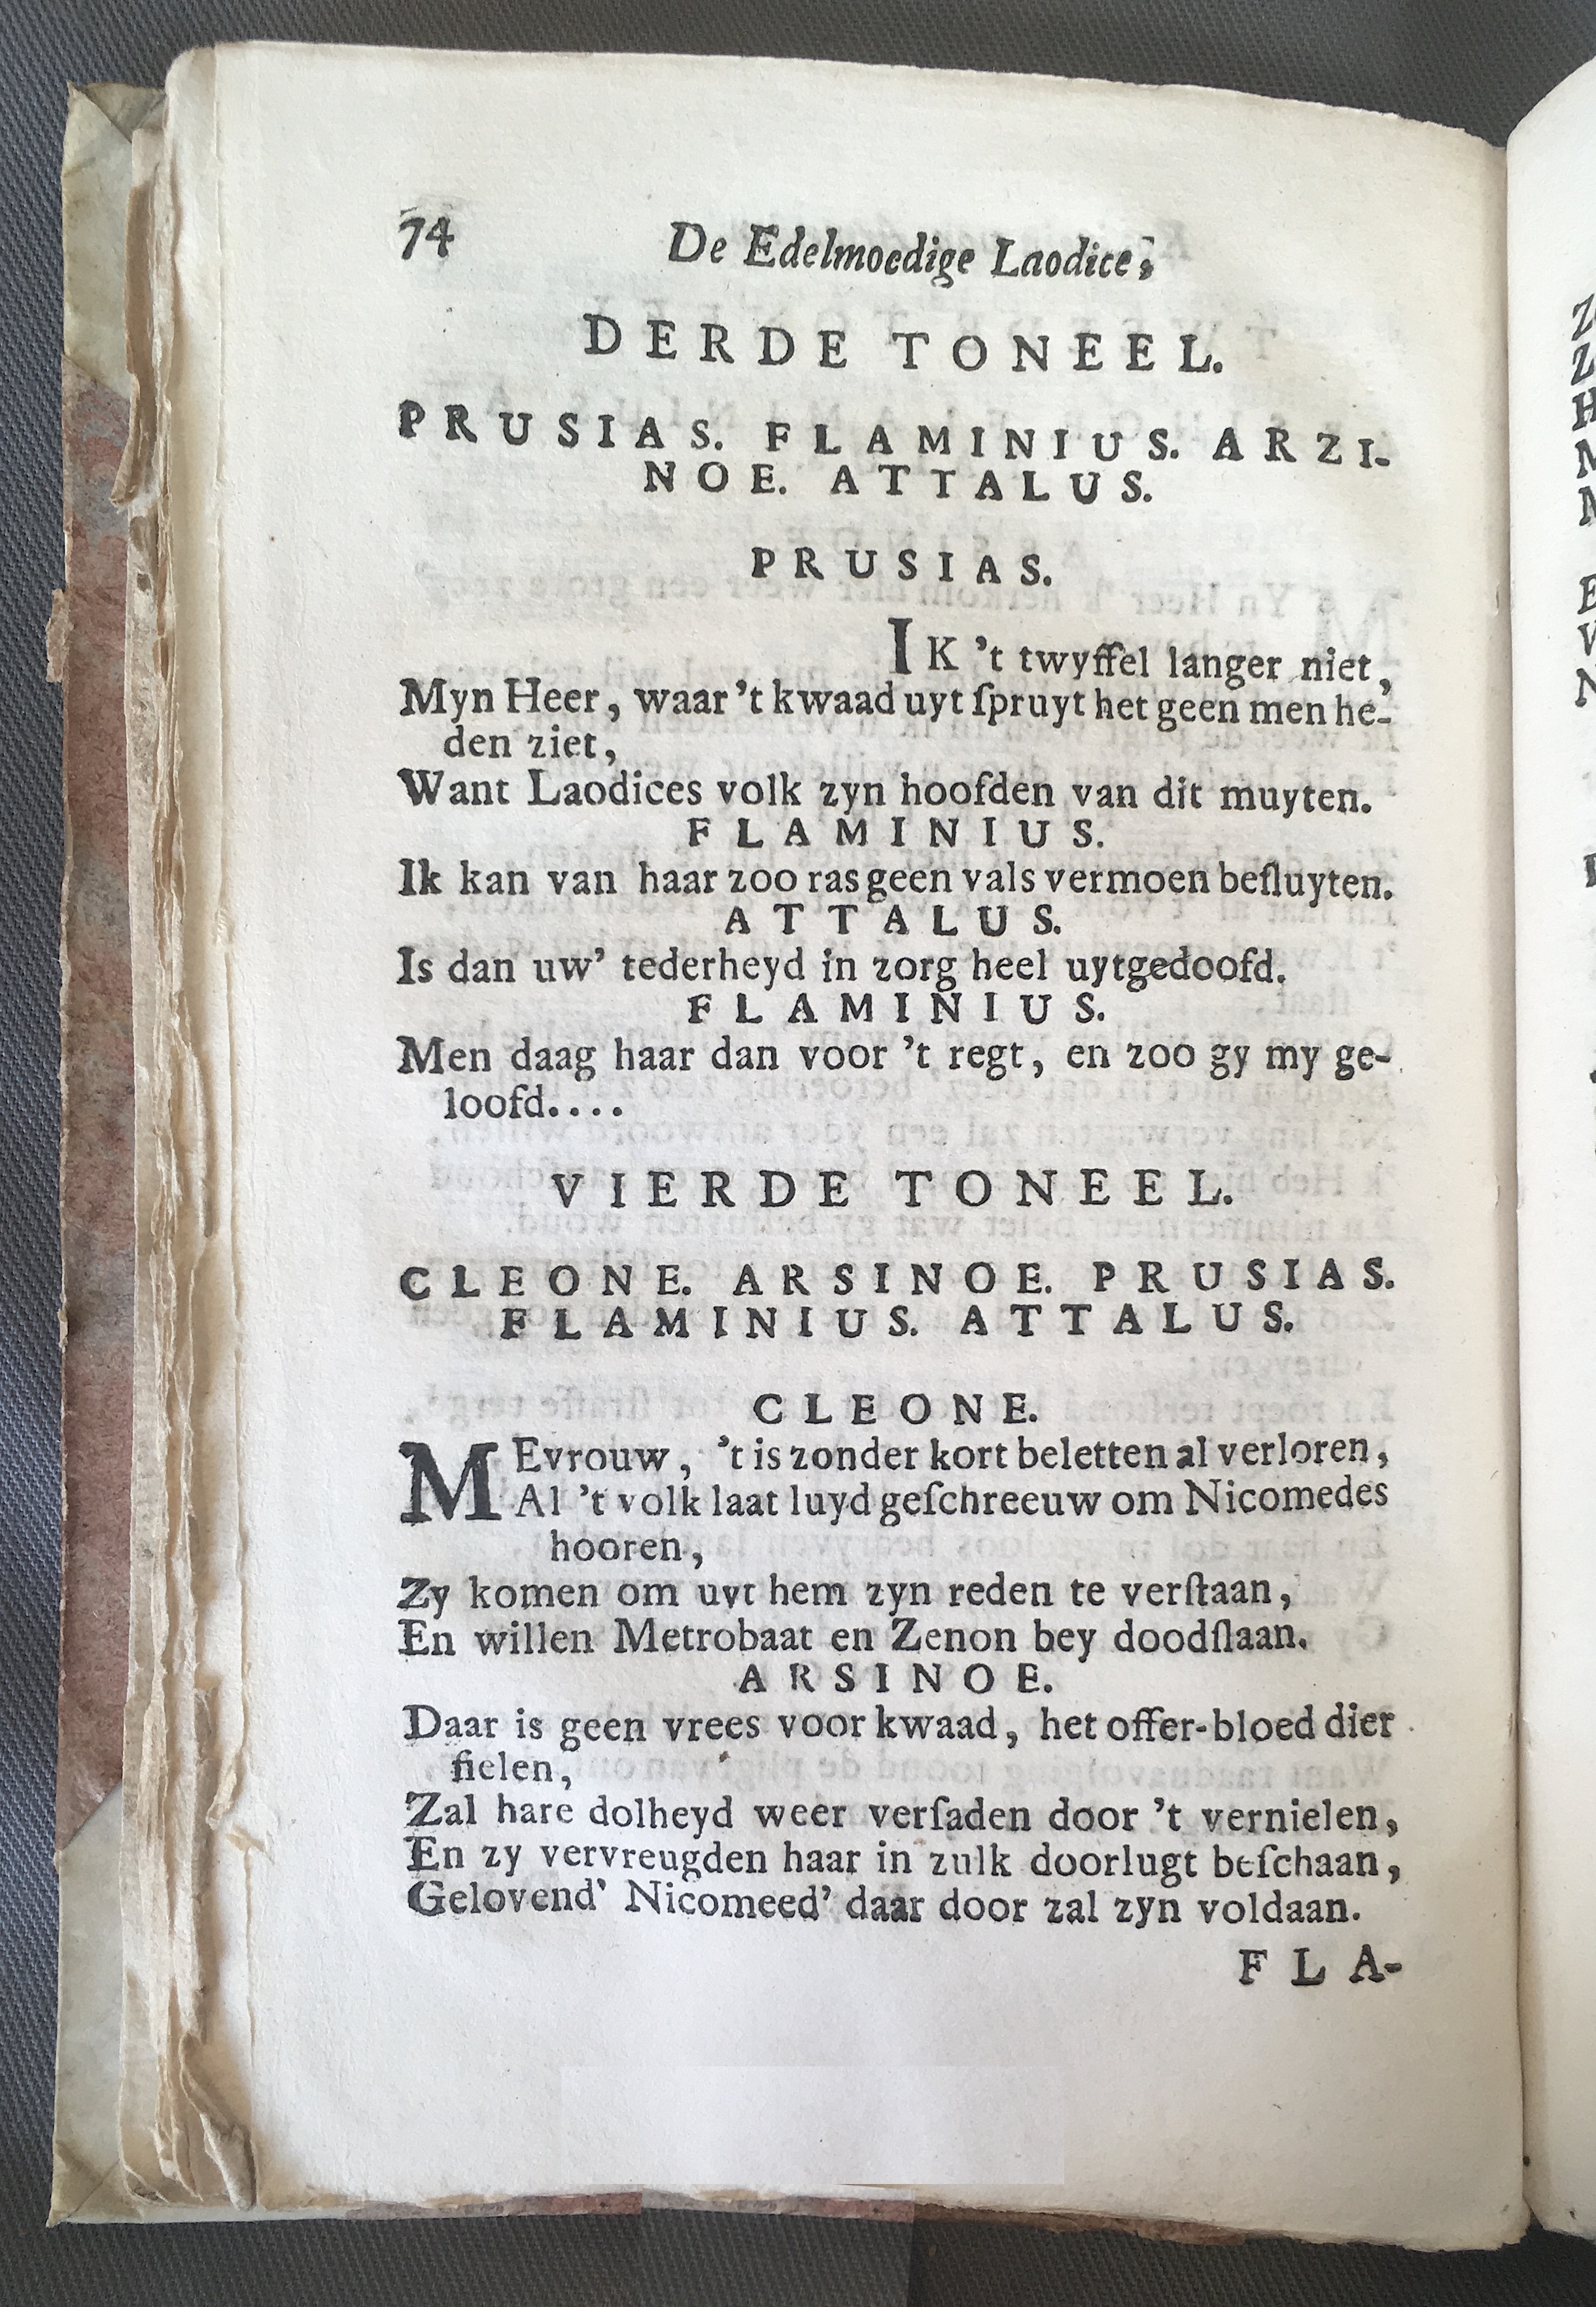 74 De Edelmoedige Laodice,
DERDE TONEEL.
PRUSIAS. FLAMINIUS. ARZI-
NOE. ATTALUS.
PRUSIAS.
IK 't twyffel langer niet,
Myn Heer, waar 't kwaad uyt ſpruyt het geen men he-
den ziet,
Want Laodices volk zyn hoofden van dit muyten.
FLAMINIUS.
Ik kan van haar zoo ras geen vals vermoen beſluyten.
ATTALUS.
Is dan uw' tederheyd in zorg heel uytgedoofd.
FLAMINIUS.
Men daag haar dan voor 't regt, en zoo gy my ge-
loofd....
VIERDE TONEEL.
CLEONE. ARSINOE. PRUSIAS.
FLAMINIUS. ATTALUS.
CLEONE.
MEvrouw, 't is zonder kort beletten al verloren,
Al 't volk laat luyd geſchreeuw om Nicomedes
hooren,
Zy komen om uyt hem zyn reden te verſtaan,
En willen Metrobaat en Zenon bey doodſlaan.
ARSINOE.
Daar is geen vrees voor kwaad, het offer-bloed dier
fielen,
Zal hare dolheyd weer verſaden door 't vernielen,
En zy vervreugden haar in zulk doorlugt beſchaan,
Gelovend' Nicomeed' daar door zal zyn voldaan.
FLA-